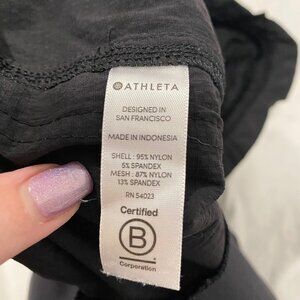 ATHLETA
DESIGNED IN
SAN FRANCISCO
MADE IN INDONESIA
SHELL : 95% NYLON
5% SPANDEX
MESH : 87% NYLON
13% SPANDEX
RN 54023
Certified
B
Corporation